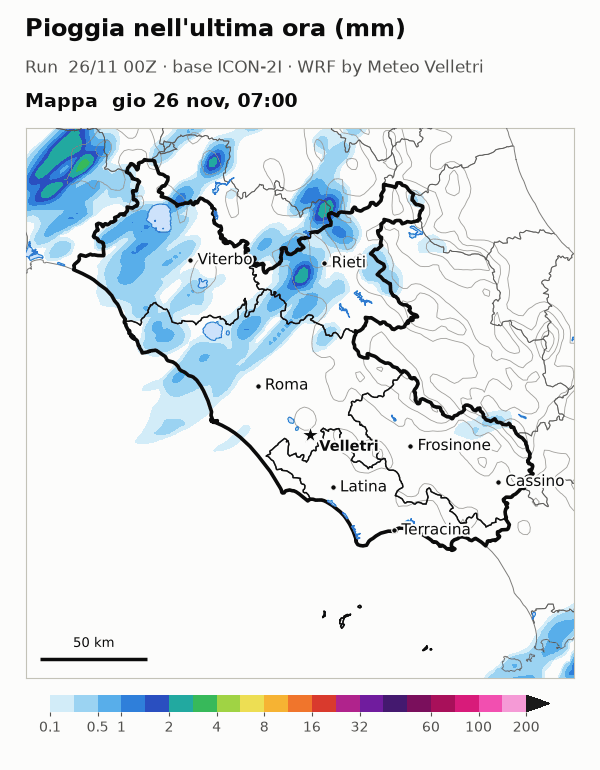 Pioggia nell'ultima ora (mm)
Run  26/11 00Z · base ICON-2I · WRF by Meteo Velletri
Mappa  gio 26 nov, 07:00
Viterbo
Rieti
Roma
Velletri
Frosinone
Latina
Cassino
Terracina
50 km
0.1 0.5 1 2 4 8 16 32 60 100 200